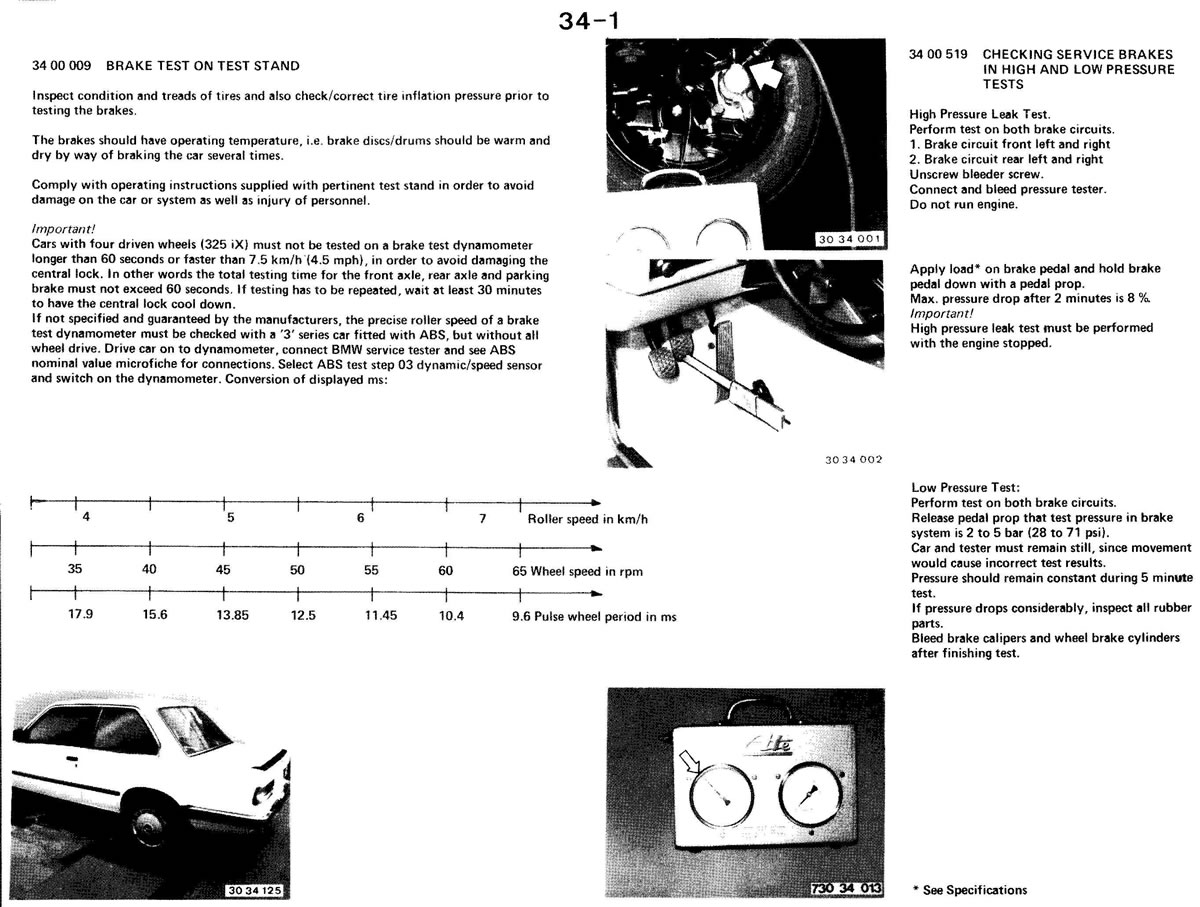 34-1
34 00 009 BRAKE TEST ON TEST STAND
Inspect condition and treads of tires and also check/correct tire inflation pressure prior to
testing the brakes.
The brakes should have operating temperature, i.e. brake discs/drums should be warm and
dry by way of braking the car several times.
Comply with operating instructions supplied with pertinent test stand in order to avoid
damage on the car or system as well as injury of personnel.
Important!
Cars with four driven wheels (325 iX) must not be tested on a brake test dynamometer
longer than 60 seconds or faster than 7.5 km/h (4.5 mph), in order to avoid damaging the
central lock. In other words the total testing time for the front axle, rear axle and parking
brake must not exceed 60 seconds. If testing has to be repeated, wait at least 30 minutes
to have the central lock cool down.
If not specified and guaranteed by the manufacturers, the precise roller speed of a brake
test dynamometer must be checked with a '3' series car fitted with ABS, but without all
wheel drive. Drive car on to dynamometer, connect BMW service tester and see ABS
nominal value microfiche for connections. Select ABS test step 03 dynamic/speed sensor
and switch on the dynamometer. Conversion of displayed ms:
4 5 6 7 Roller speed in km/h
35 40 45 50 55 60 65 Wheel speed in rpm
17.9 15.6 13.85 12.5 11.45 10.4 9.6 Pulse wheel period in ms
30 34 125
30 34 001
30 34 002
Ate
730 34 013
34 00 519 CHECKING SERVICE BRAKES
IN HIGH AND LOW PRESSURE
TESTS
High Pressure Leak Test.
Perform test on both brake circuits.
1. Brake circuit front left and right
2. Brake circuit rear left and right
Unscrew bleeder screw.
Connect and bleed pressure tester.
Do not run engine.
Apply load* on brake pedal and hold brake
pedal down with a pedal prop.
Max. pressure drop after 2 minutes is 8 %.
Important!
High pressure leak test must be performed
with the engine stopped.
Low Pressure Test:
Perform test on both brake circuits.
Release pedal prop that test pressure in brake
system is 2 to 5 bar (28 to 71 psi).
Car and tester must remain still, since movement
would cause incorrect test results.
Pressure should remain constant during 5 minute
test.
If pressure drops considerably, inspect all rubber
parts.
Bleed brake calipers and wheel brake cylinders
after finishing test.
* See Specifications